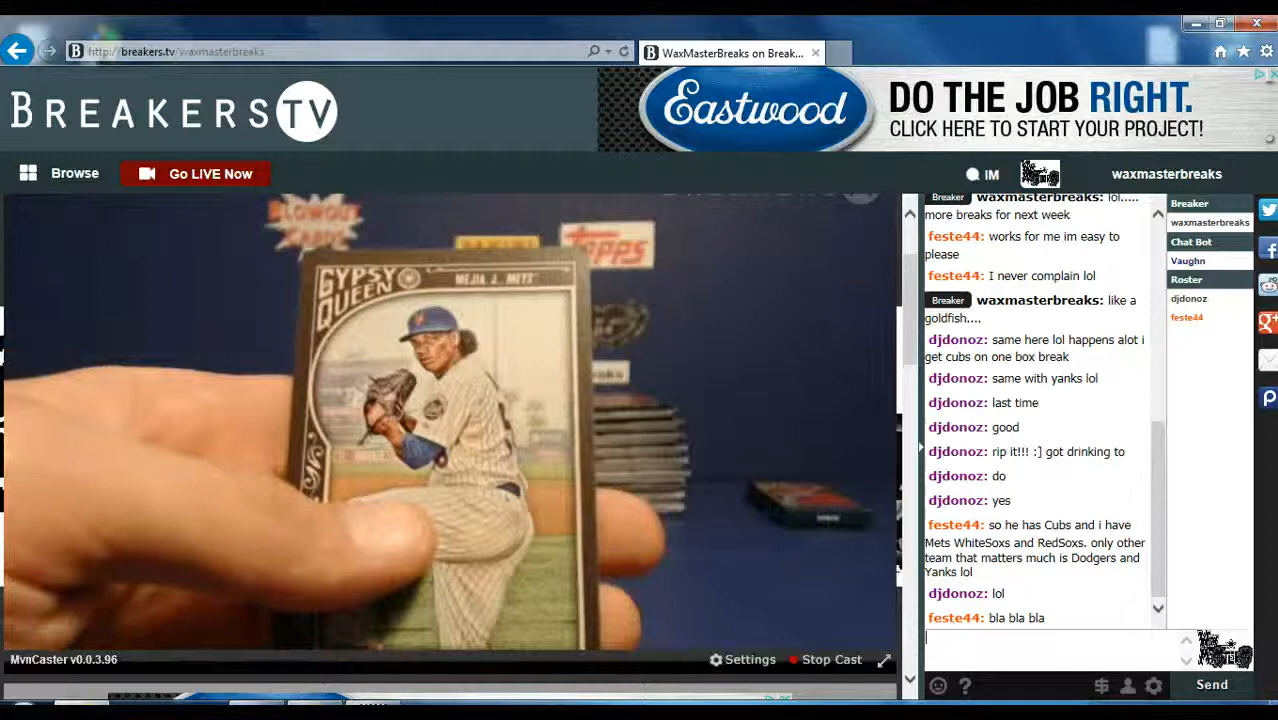 http://breakers.tv/waxmasterbreaks
WaxMasterBreaks on Break...
BREAKERS TV
Eastwood
DO THE JOB RIGHT.
CLICK HERE TO START YOUR PROJECT!
Browse
Go LIVE Now
IM
waxmasterbreaks
BLOWOUT
CARDS
TOPPS
GYPSY
QUEEN
MEJIA J. METS
MvnCaster v0.0.3.96
Settings
Stop Cast
Breaker waxmasterbreaks: lol.....
more breaks for next week
feste44: works for me im easy to
please
feste44: I never complain lol
Breaker waxmasterbreaks: like a
goldfish....
djdonoz: same here lol happens alot i
get cubs on one box break
djdonoz: same with yanks lol
djdonoz: last time
djdonoz: good
djdonoz: rip it!!! :] got drinking to
djdonoz: do
djdonoz: yes
feste44: so he has Cubs and i have
Mets WhiteSoxs and RedSoxs. only other
team that matters much is Dodgers and
Yanks lol
djdonoz: lol
feste44: bla bla bla
Send
Breaker
waxmasterbreaks
Chat Bot
Vaughn
Roster
djdonoz
feste44